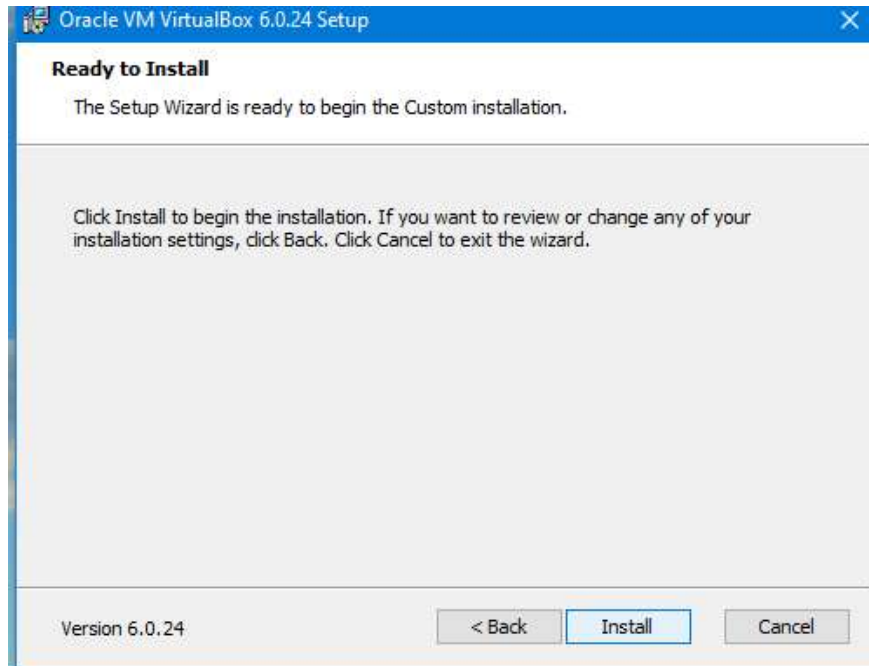 Oracle VM VirtualBox 6.0.24 Setup
Ready to Install
The Setup Wizard is ready to begin the Custom installation.
Click Install to begin the installation. If you want to review or change any of your
installation settings, click Back. Click Cancel to exit the wizard.
Version 6.0.24
< Back
Install
Cancel